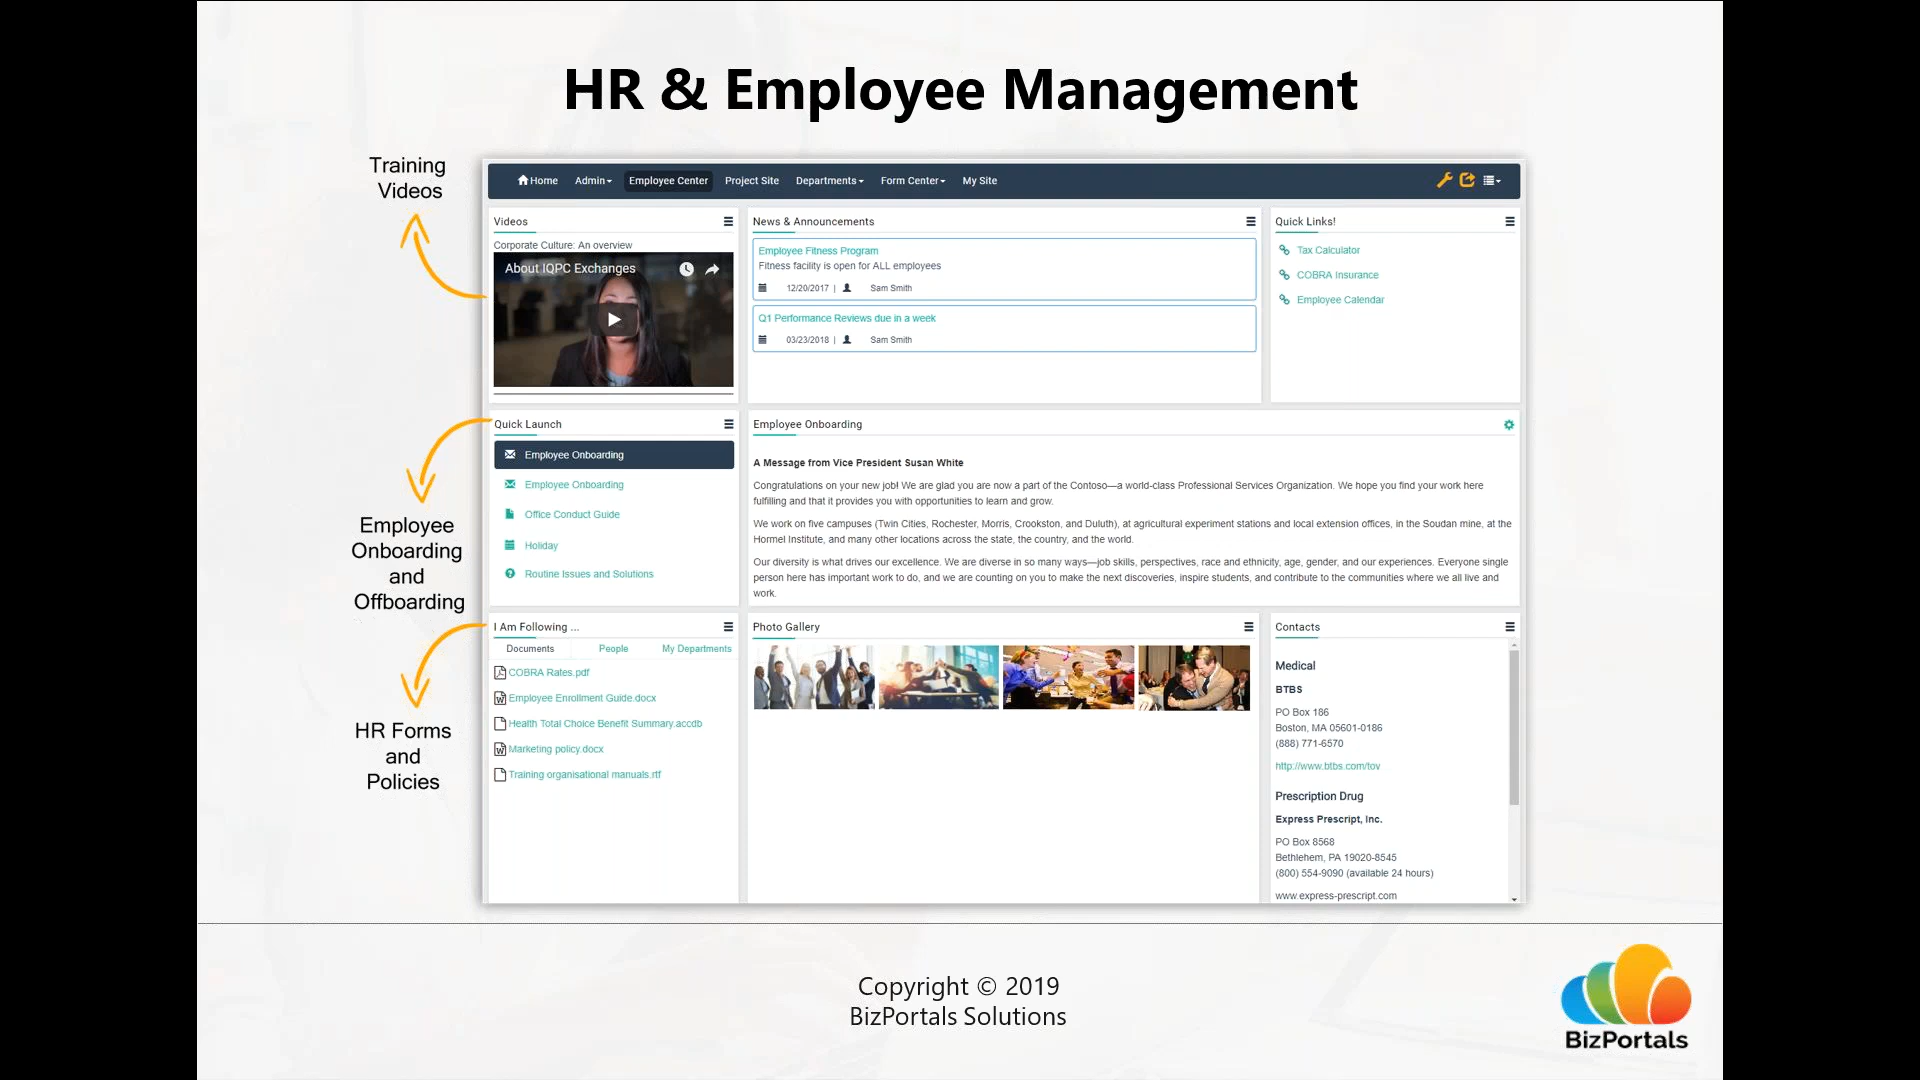 HR & Employee Management
Training
Videos
Employee
Onboarding
and
Offboarding
HR Forms
and
Policies
Home Admin Employee Center Project Site Departments Form Center My Site
Videos
Corporate Culture: An overview
About IQPC Exchanges
News & Announcements
Employee Fitness Program
Fitness facility is open for ALL employees
12/20/2017 | Sam Smith
Q1 Performance Reviews due in a week
03/23/2018 | Sam Smith
Quick Links!
Tax Calculator
COBRA Insurance
Employee Calendar
Quick Launch
Employee Onboarding
Employee Onboarding
Office Conduct Guide
Holiday
Routine Issues and Solutions
Employee Onboarding
A Message from Vice President Susan White
Congratulations on your new job! We are glad you are now a part of the Contoso—a world-class Professional Services Organization. We hope you find your work here
fulfilling and that it provides you with opportunities to learn and grow.
We work on five campuses (Twin Cities, Rochester, Morris, Crookston, and Duluth), at agricultural experiment stations and local extension offices, in the Soudan mine, at the
Hormel Institute, and many other locations across the state, the country, and the world.
Our diversity is what drives our excellence. We are diverse in so many ways—job skills, perspectives, race and ethnicity, age, gender, and our experiences. Everyone single
person here has important work to do, and we are counting on you to make the next discoveries, inspire students, and contribute to the communities where we all live and
work.
I Am Following ...
Documents People My Departments
COBRA Rates.pdf
Employee Enrollment Guide.docx
Health Total Choice Benefit Summary.accdb
Marketing policy.docx
Training organisational manuals.rtf
Photo Gallery
Contacts
Medical
BTBS
PO Box 186
Boston, MA 05601-0186
(888) 771-6570
http://www.btbs.com/tov
Prescription Drug
Express Prescript, Inc.
PO Box 8568
Bethlehem, PA 19020-8545
(800) 554-9090 (available 24 hours)
www.express-prescript.com
Copyright © 2019
BizPortals Solutions
BizPortals